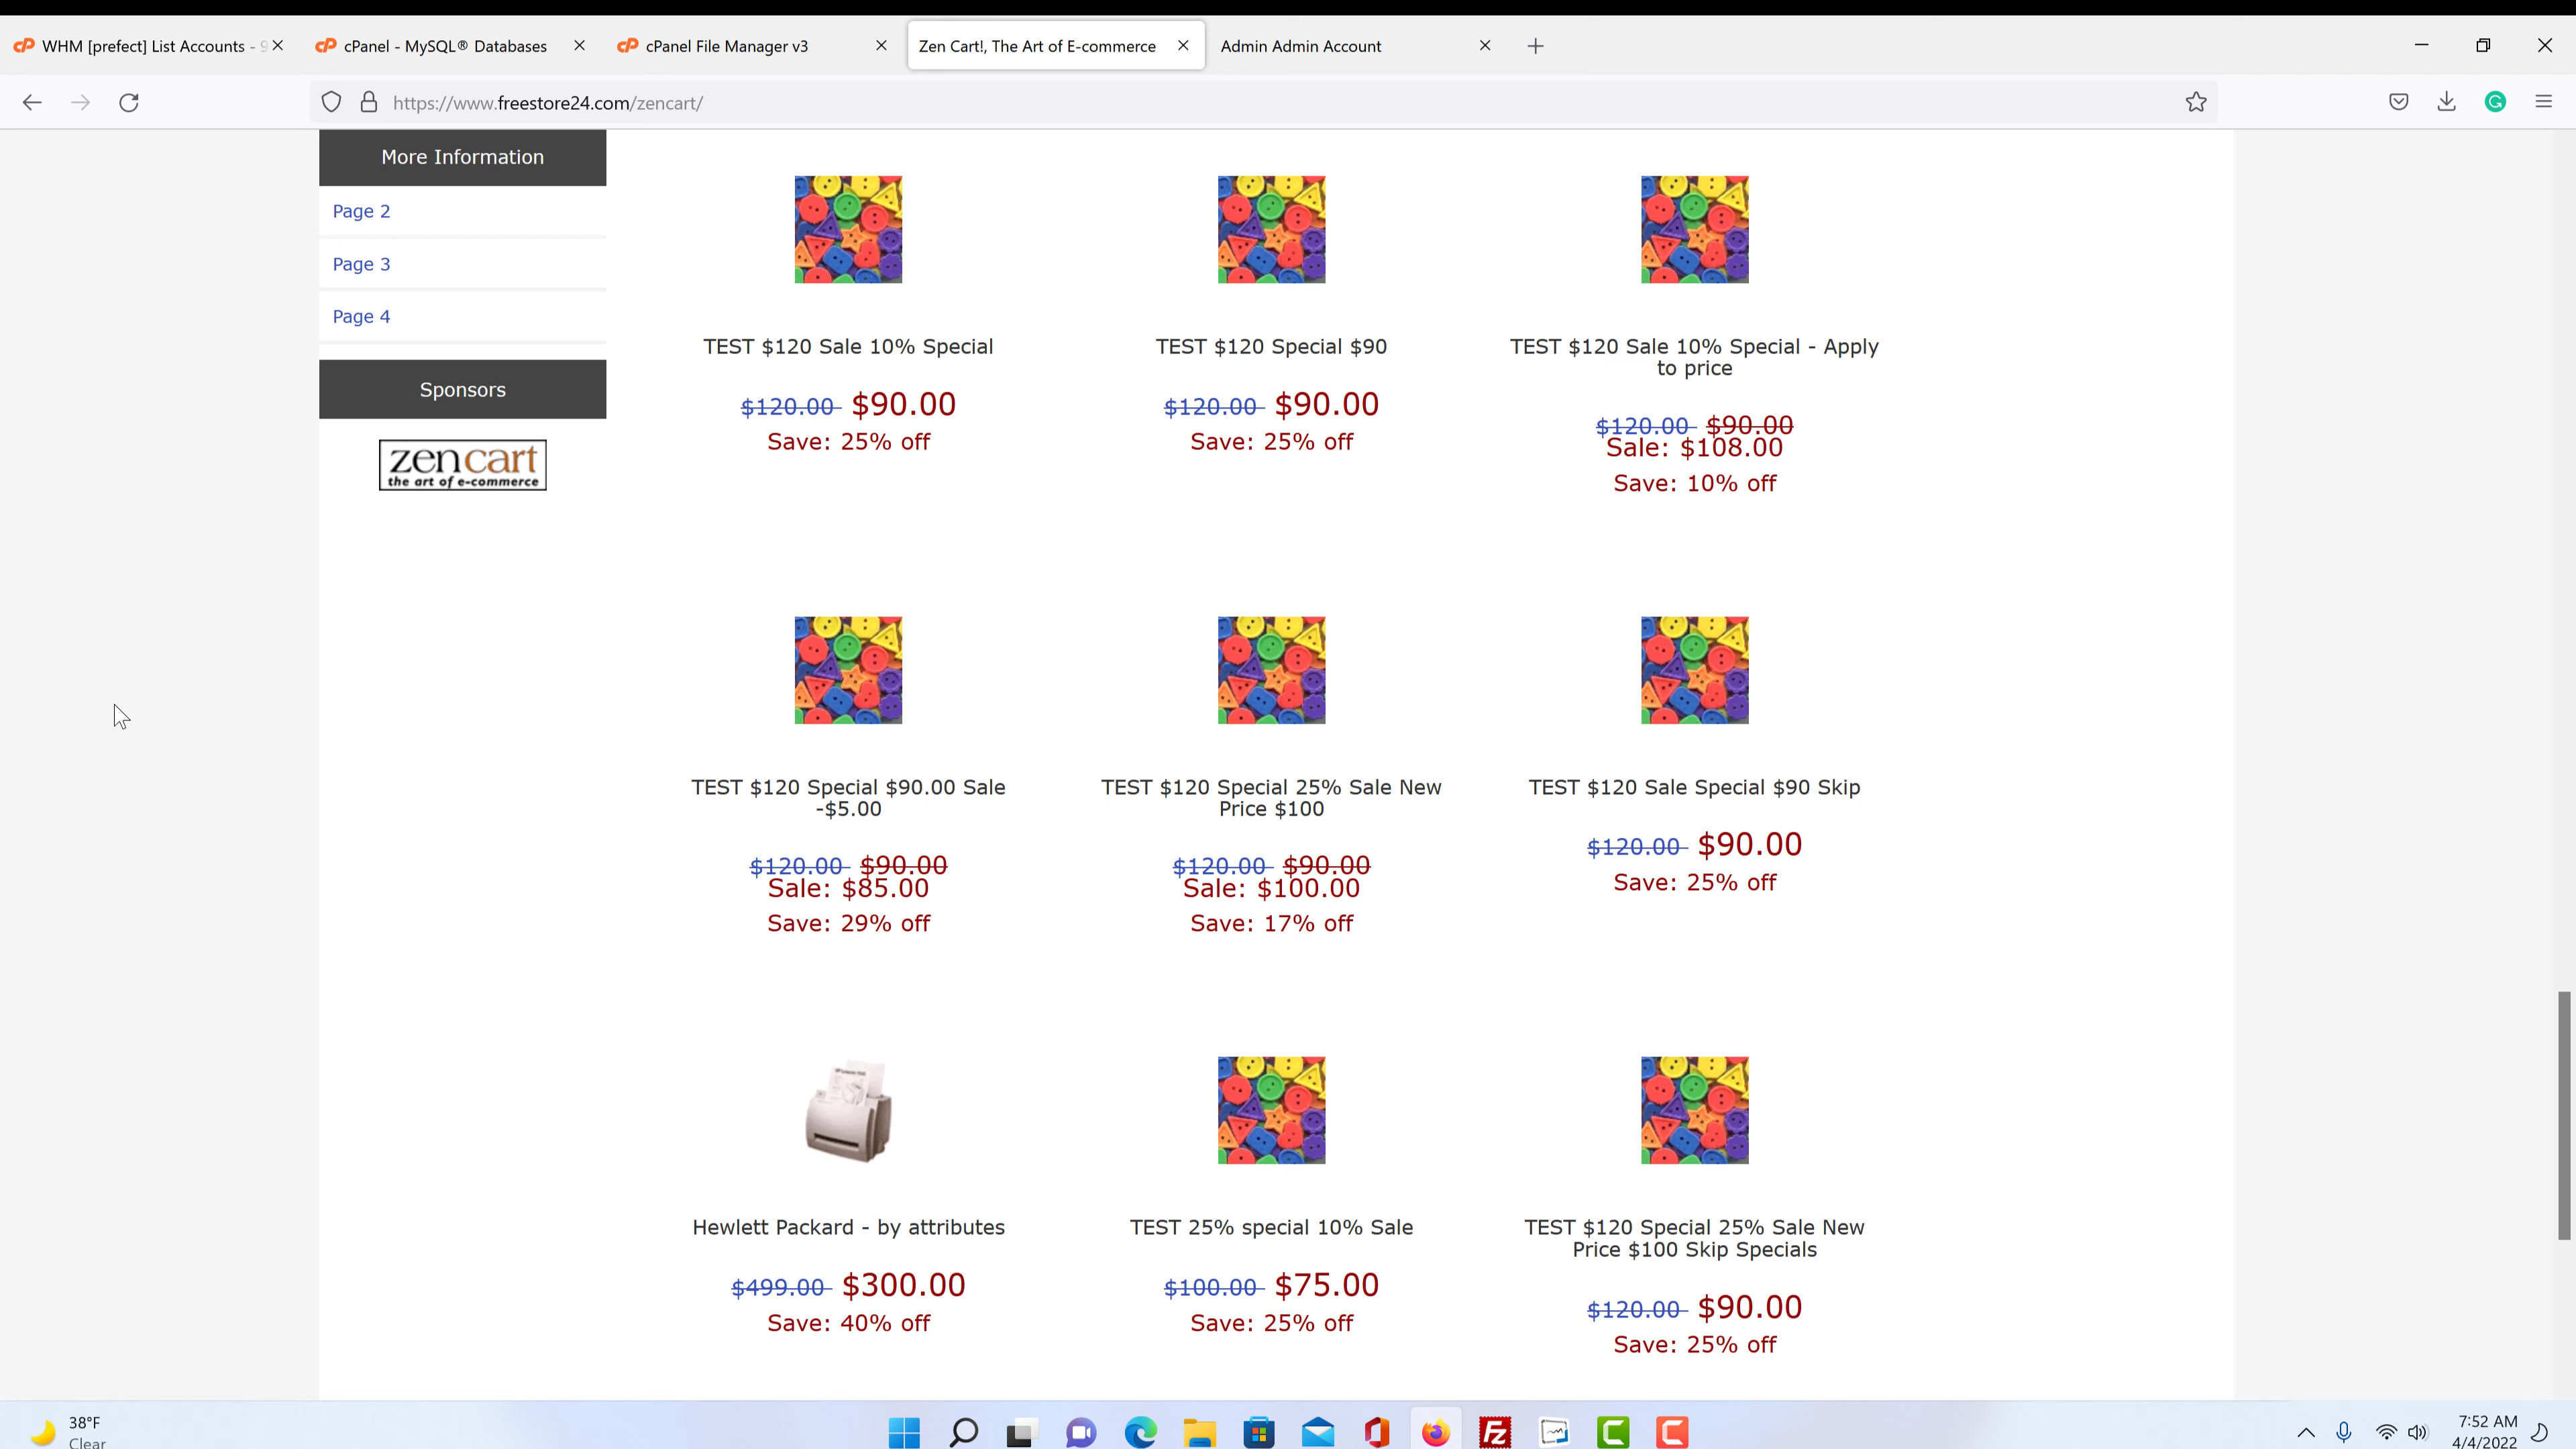 WHM [prefect] List Accounts - 9
cPanel - MySQL® Databases
cPanel File Manager v3
Zen Cart!, The Art of E-commerce
Admin Admin Account
https://www.freestore24.com/zencart/
More Information
Page 2
Page 3
Page 4
Sponsors
zen cart
the art of e-commerce
TEST $120 Sale 10% Special
$120.00 $90.00
Save: 25% off
TEST $120 Special $90
$120.00 $90.00
Save: 25% off
TEST $120 Sale 10% Special - Apply
to price
$120.00 $90.00
Sale: $108.00
Save: 10% off
TEST $120 Special $90.00 Sale
-$5.00
$120.00 $90.00
Sale: $85.00
Save: 29% off
TEST $120 Special 25% Sale New
Price $100
$120.00 $90.00
Sale: $100.00
Save: 17% off
TEST $120 Sale Special $90 Skip
$120.00 $90.00
Save: 25% off
Hewlett Packard - by attributes
$499.00 $300.00
Save: 40% off
TEST 25% special 10% Sale
$100.00 $75.00
Save: 25% off
TEST $120 Special 25% Sale New
Price $100 Skip Specials
$120.00 $90.00
Save: 25% off
38°F
Clear
7:52 AM
4/4/2022